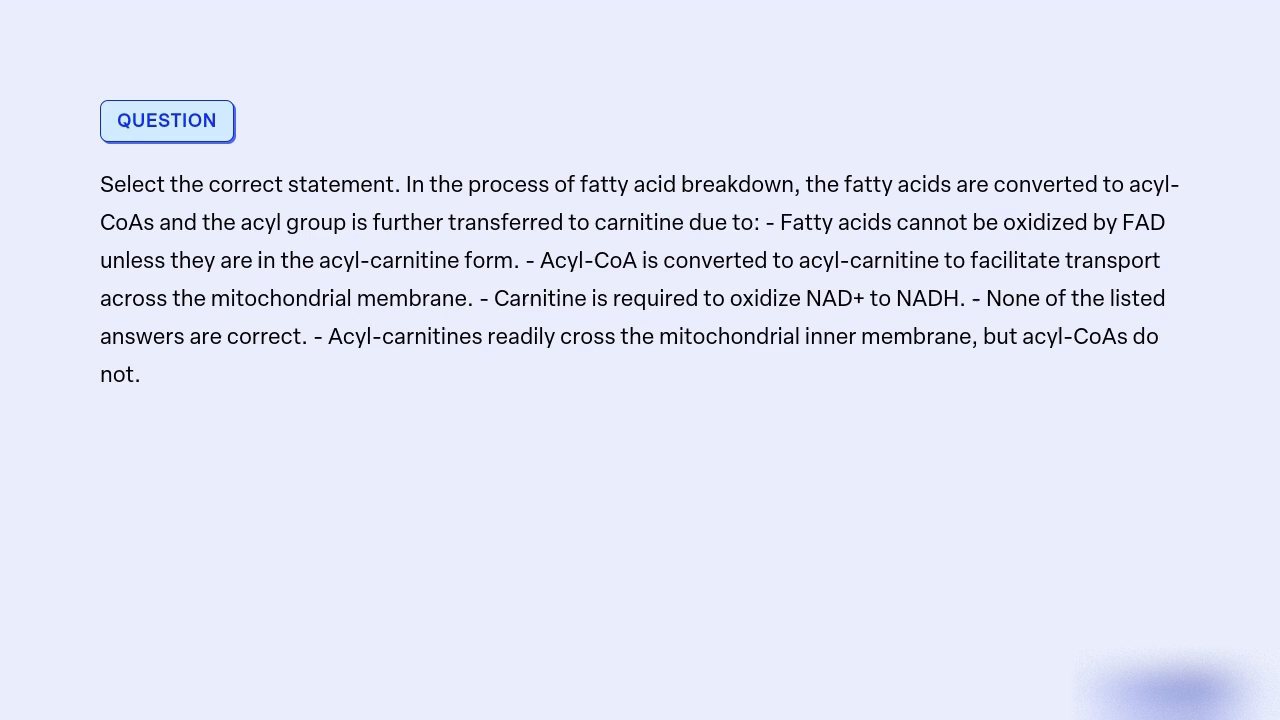 QUESTION
Select the correct statement. In the process of fatty acid breakdown, the fatty acids are converted to acyl-
CoAs and the acyl group is further transferred to carnitine due to: - Fatty acids cannot be oxidized by FAD
unless they are in the acyl-carnitine form. - Acyl-CoA is converted to acyl-carnitine to facilitate transport
across the mitochondrial membrane. - Carnitine is required to oxidize NAD+ to NADH. - None of the listed
answers are correct. - Acyl-carnitines readily cross the mitochondrial inner membrane, but acyl-CoAs do
not.